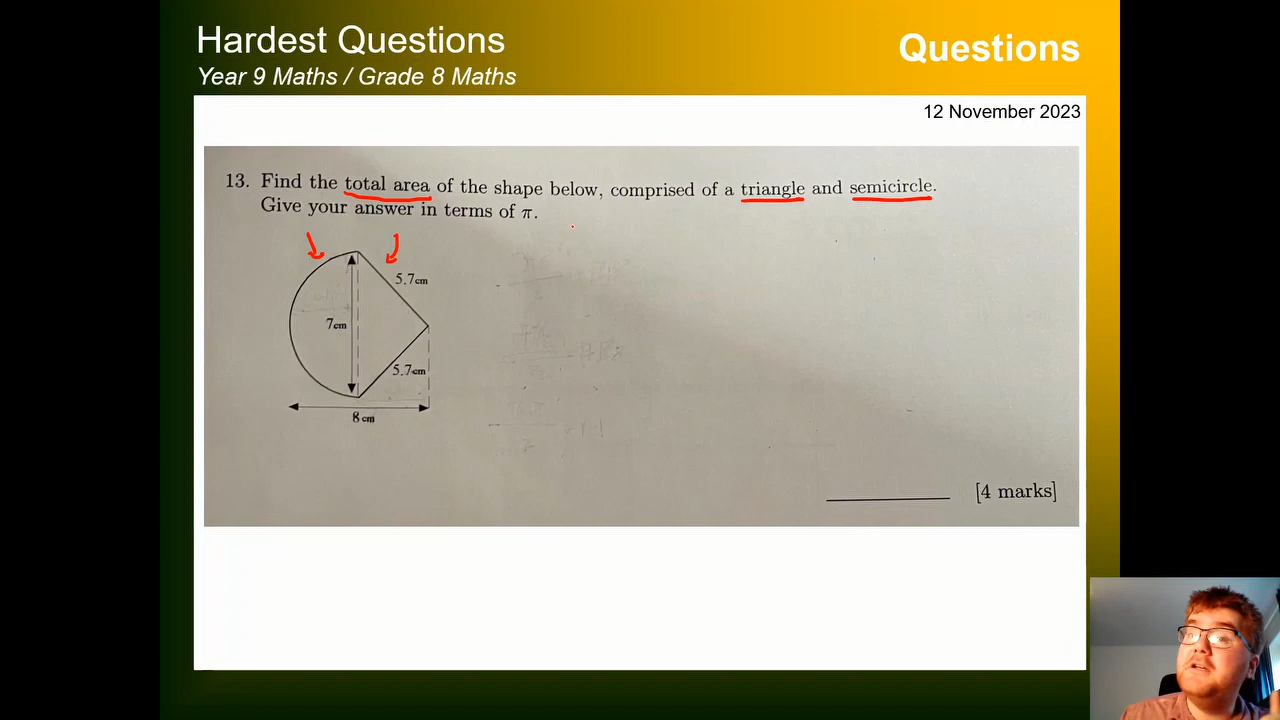 Hardest Questions
Year 9 Maths / Grade 8 Maths
Questions
12 November 2023
13. Find the total area of the shape below, comprised of a triangle and semicircle.
Give your answer in terms of π.
5.7cm
7cm
5.7cm
8cm
[4 marks]